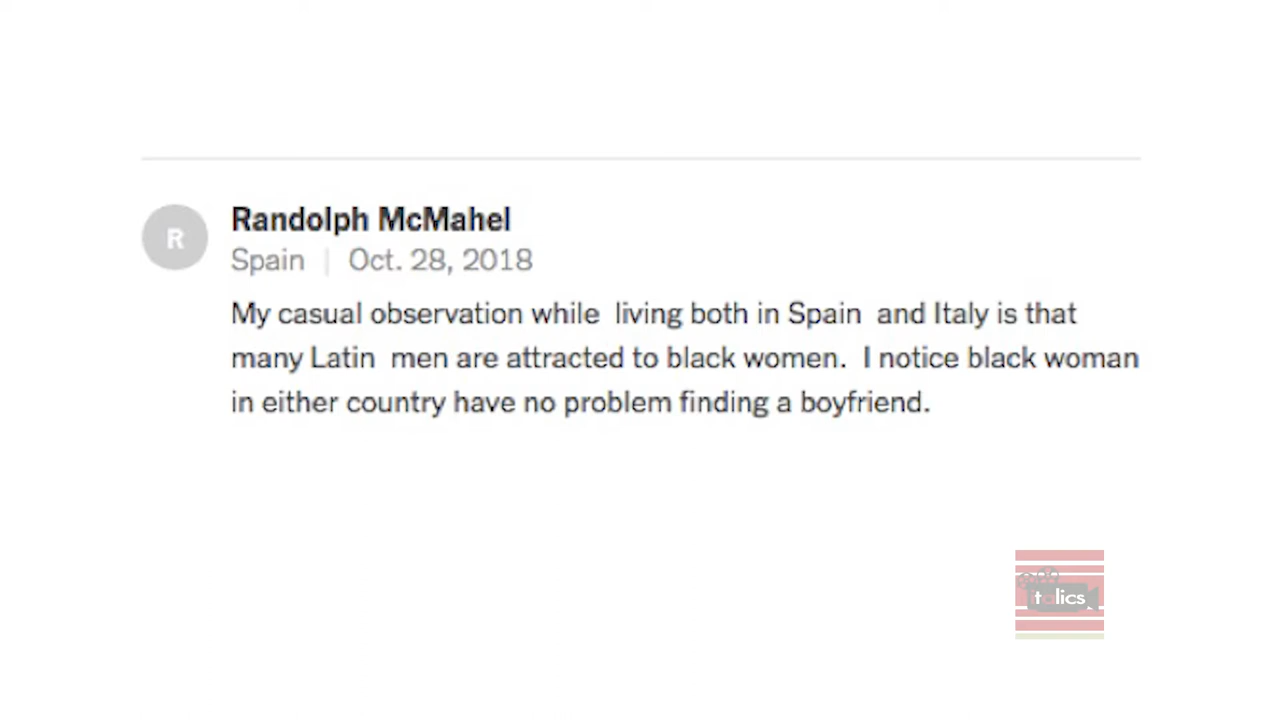 R
Randolph McMahel
Spain | Oct. 28, 2018
My casual observation while living both in Spain and Italy is that
many Latin men are attracted to black women. I notice black woman
in either country have no problem finding a boyfriend.
italics